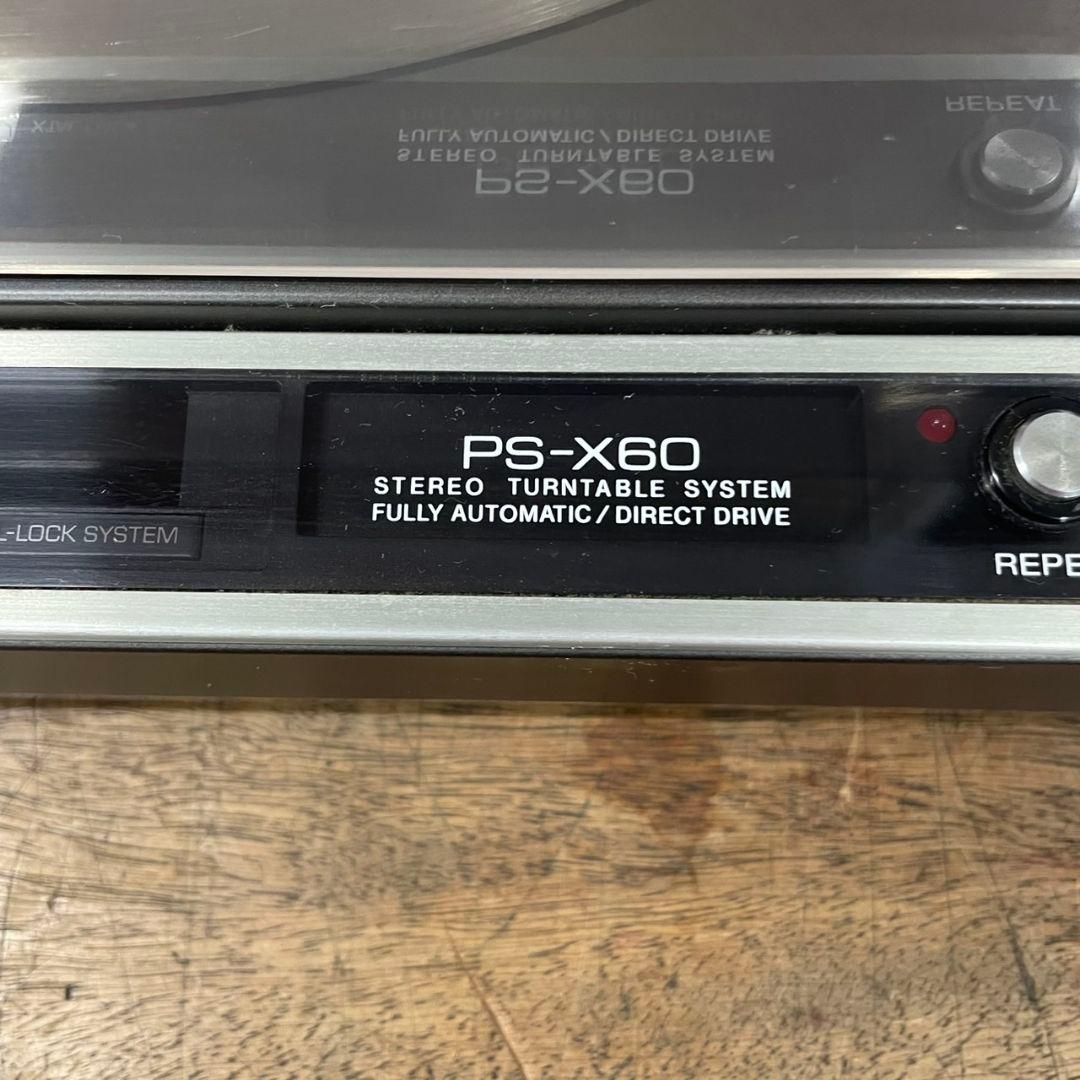 PS-X60
STEREO TURNTABLE SYSTEM
FULLY AUTOMATIC/DIRECT DRIVE
L-LOCK SYSTEM
REPE
REPEAT
FULLY AUTOMATIC/DIRECT DRIVE
STEREO TURNTABLE SYSTEM
PS-X60